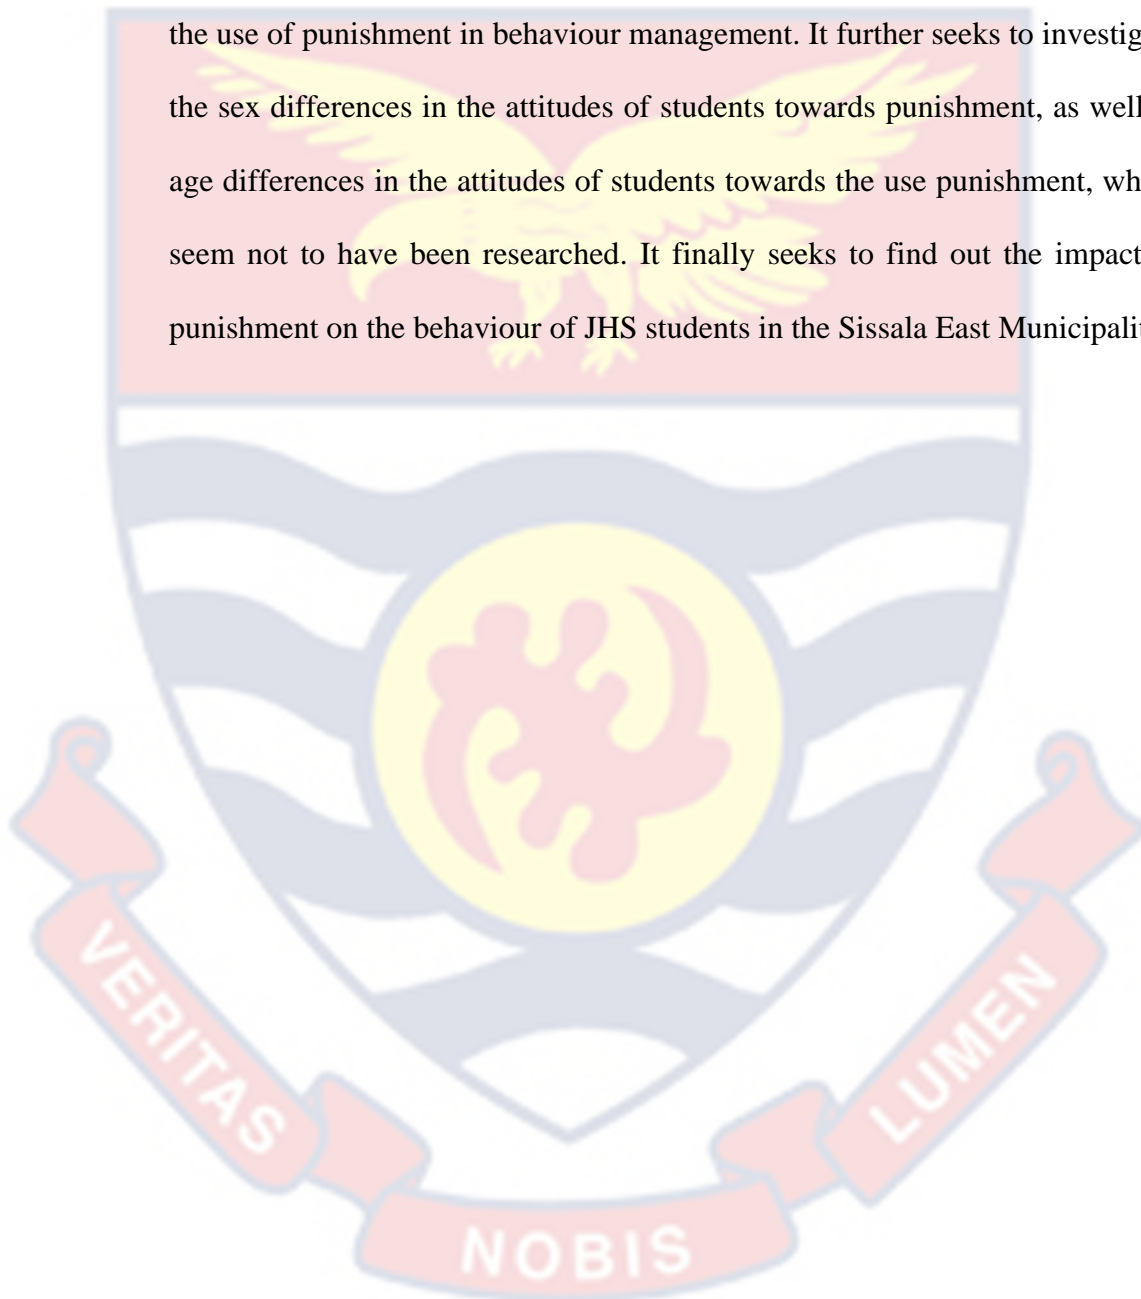 the use of punishment in behaviour management. It further seeks to investig
the sex differences in the attitudes of students towards punishment, as well
age differences in the attitudes of students towards the use punishment, wh
seem not to have been researched. It finally seeks to find out the impact
punishment on the behaviour of JHS students in the Sissala East Municipalit
VERITAS
NOBIS
LUMEN